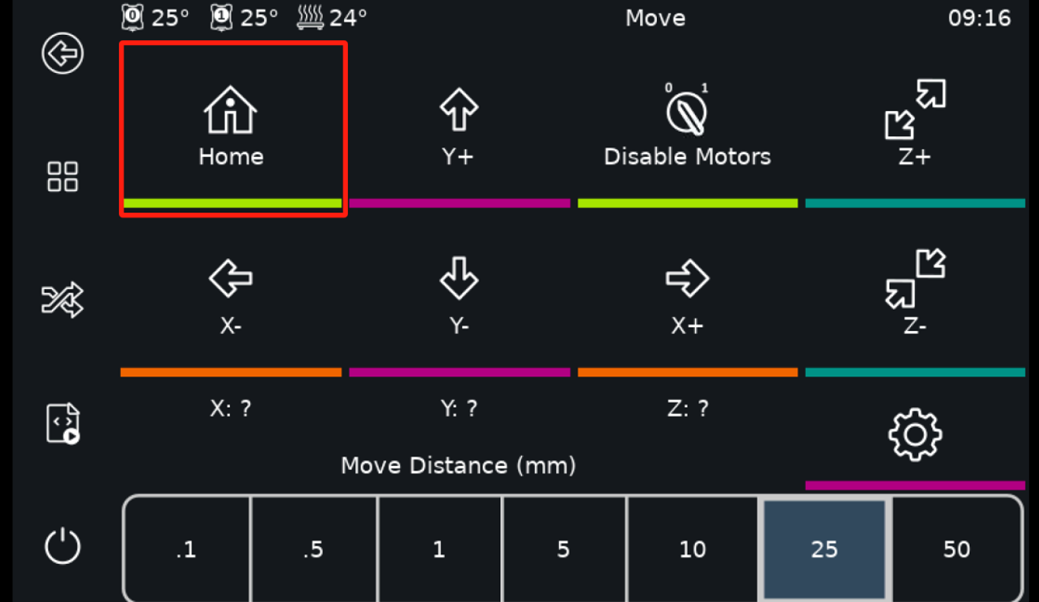 0 25° 1 25° 24° Move 09:16
0 1
Home Y+ Disable Motors Z+
X- Y- X+ Z-
X: ? Y: ? Z: ?
Move Distance (mm)
.1 .5 1 5 10 25 50